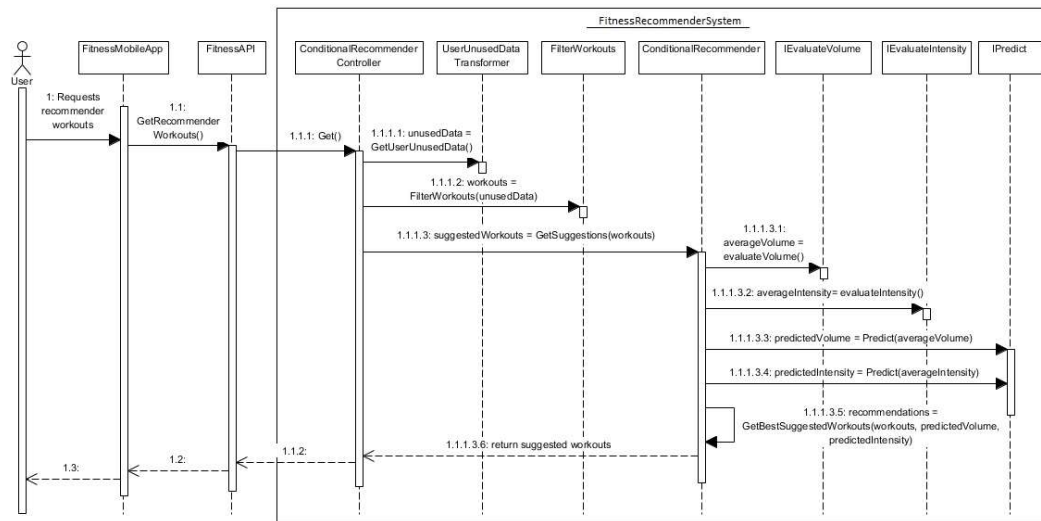 FitnessRecommenderSystem
FitnessMobileApp
FitnessAPI
ConditionalRecommender
Controller
UserUnusedData
Transformer
FilterWorkouts
ConditionalRecommender
IEvaluateVolume
IEvaluateIntensity
IPredict
User
1: Requests
recommender
workouts
1.1:
GetRecommender
Workouts()
1.1.1: Get()
1.1.1.1: unusedData =
GetUserUnusedData()
1.1.1.2: workouts =
FilterWorkouts(unusedData)
1.1.1.3: suggestedWorkouts = GetSuggestions(workouts)
1.1.1.3.1:
averageVolume =
evaluateVolume()
1.1.1.3.2: averageIntensity= evaluateIntensity()
1.1.1.3.3: predictedVolume = Predict(averageVolume)
1.1.1.3.4: predictedIntensity = Predict(averageIntensity)
1.1.1.3.5: recommendations =
GetBestSuggestedWorkouts(workouts, predictedVolume,
predictedIntensity)
1.1.1.3.6: return suggested workouts
1.1.2:
1.2:
1.3: